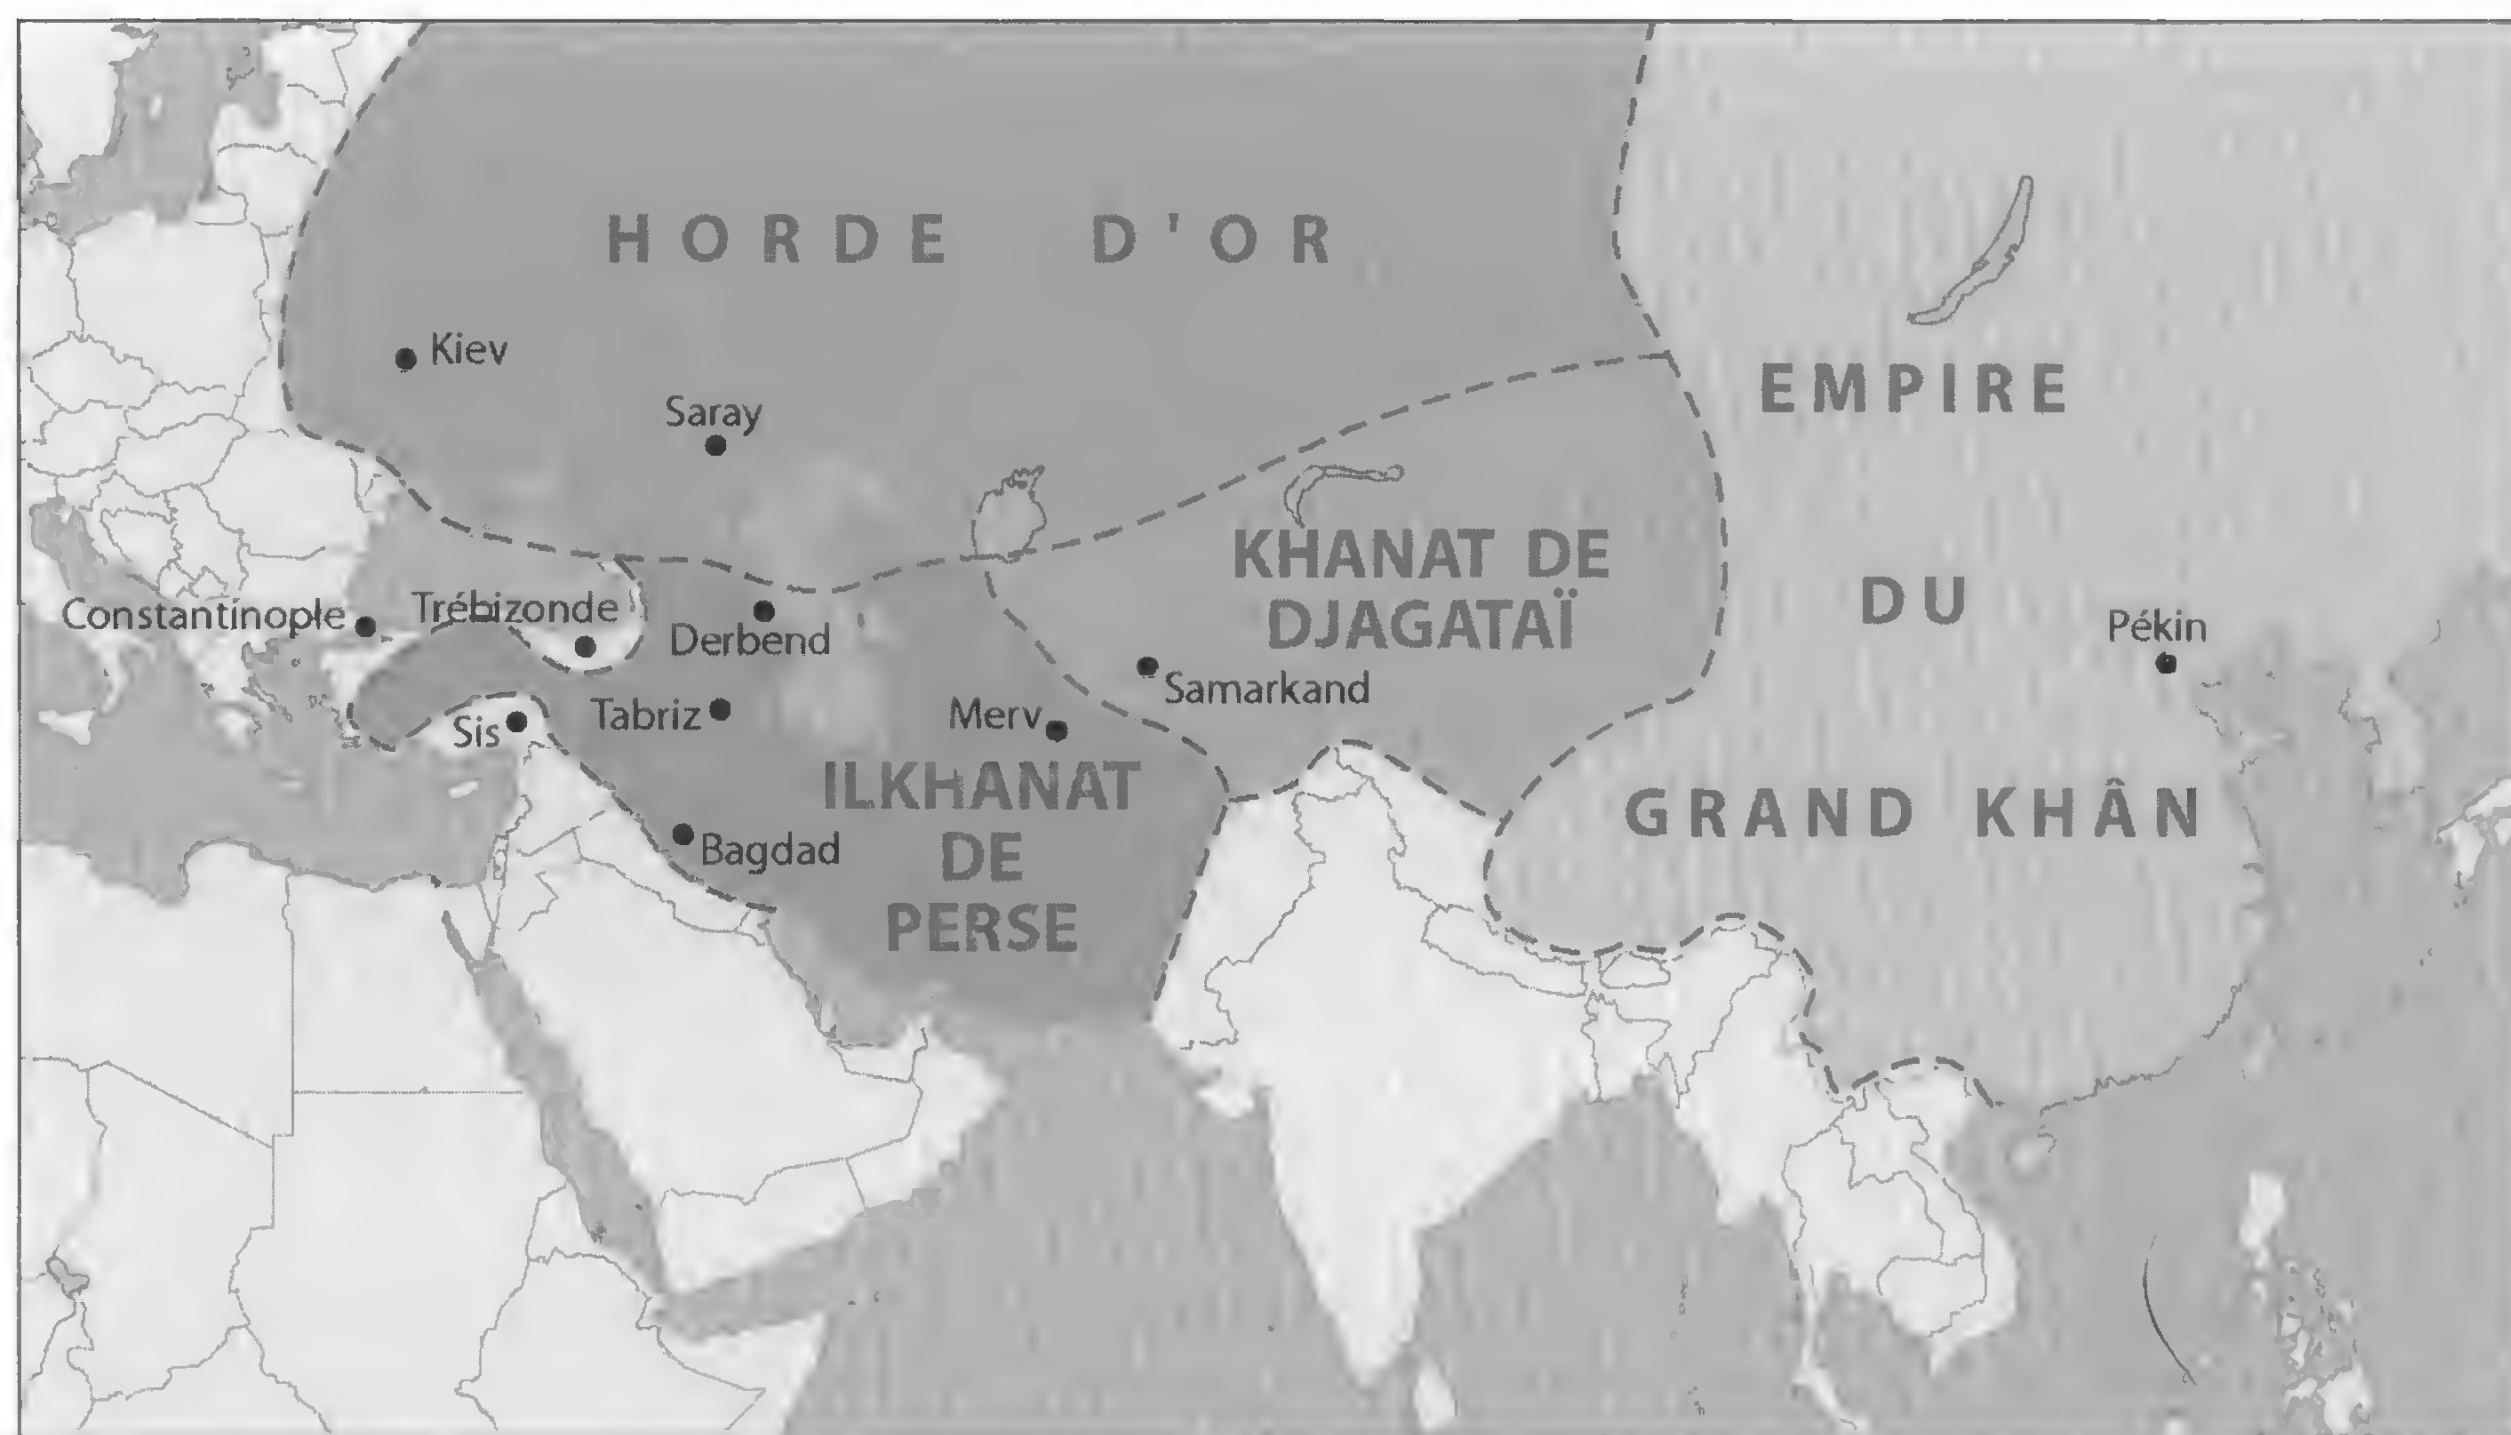 HORDE D'OR
Kiev
Saray
EMPIRE
KHANAT DE
DJAGATAÏ
DU
Constantinople
Trébizonde
Derbend
Pékin
Samarkand
Sis
Tabriz
Merv
ILKHANAT
DE
PERSE
GRAND KHÂN
Bagdad